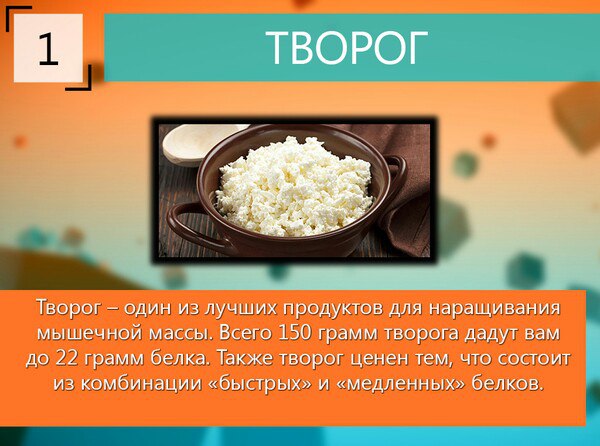 1
ТВОРОГ
Творог – один из лучших продуктов для наращивания
мышечной массы. Всего 150 грамм творога дадут вам
до 22 грамм белка. Также творог ценен тем, что состоит
из комбинации «быстрых» и «медленных» белков.